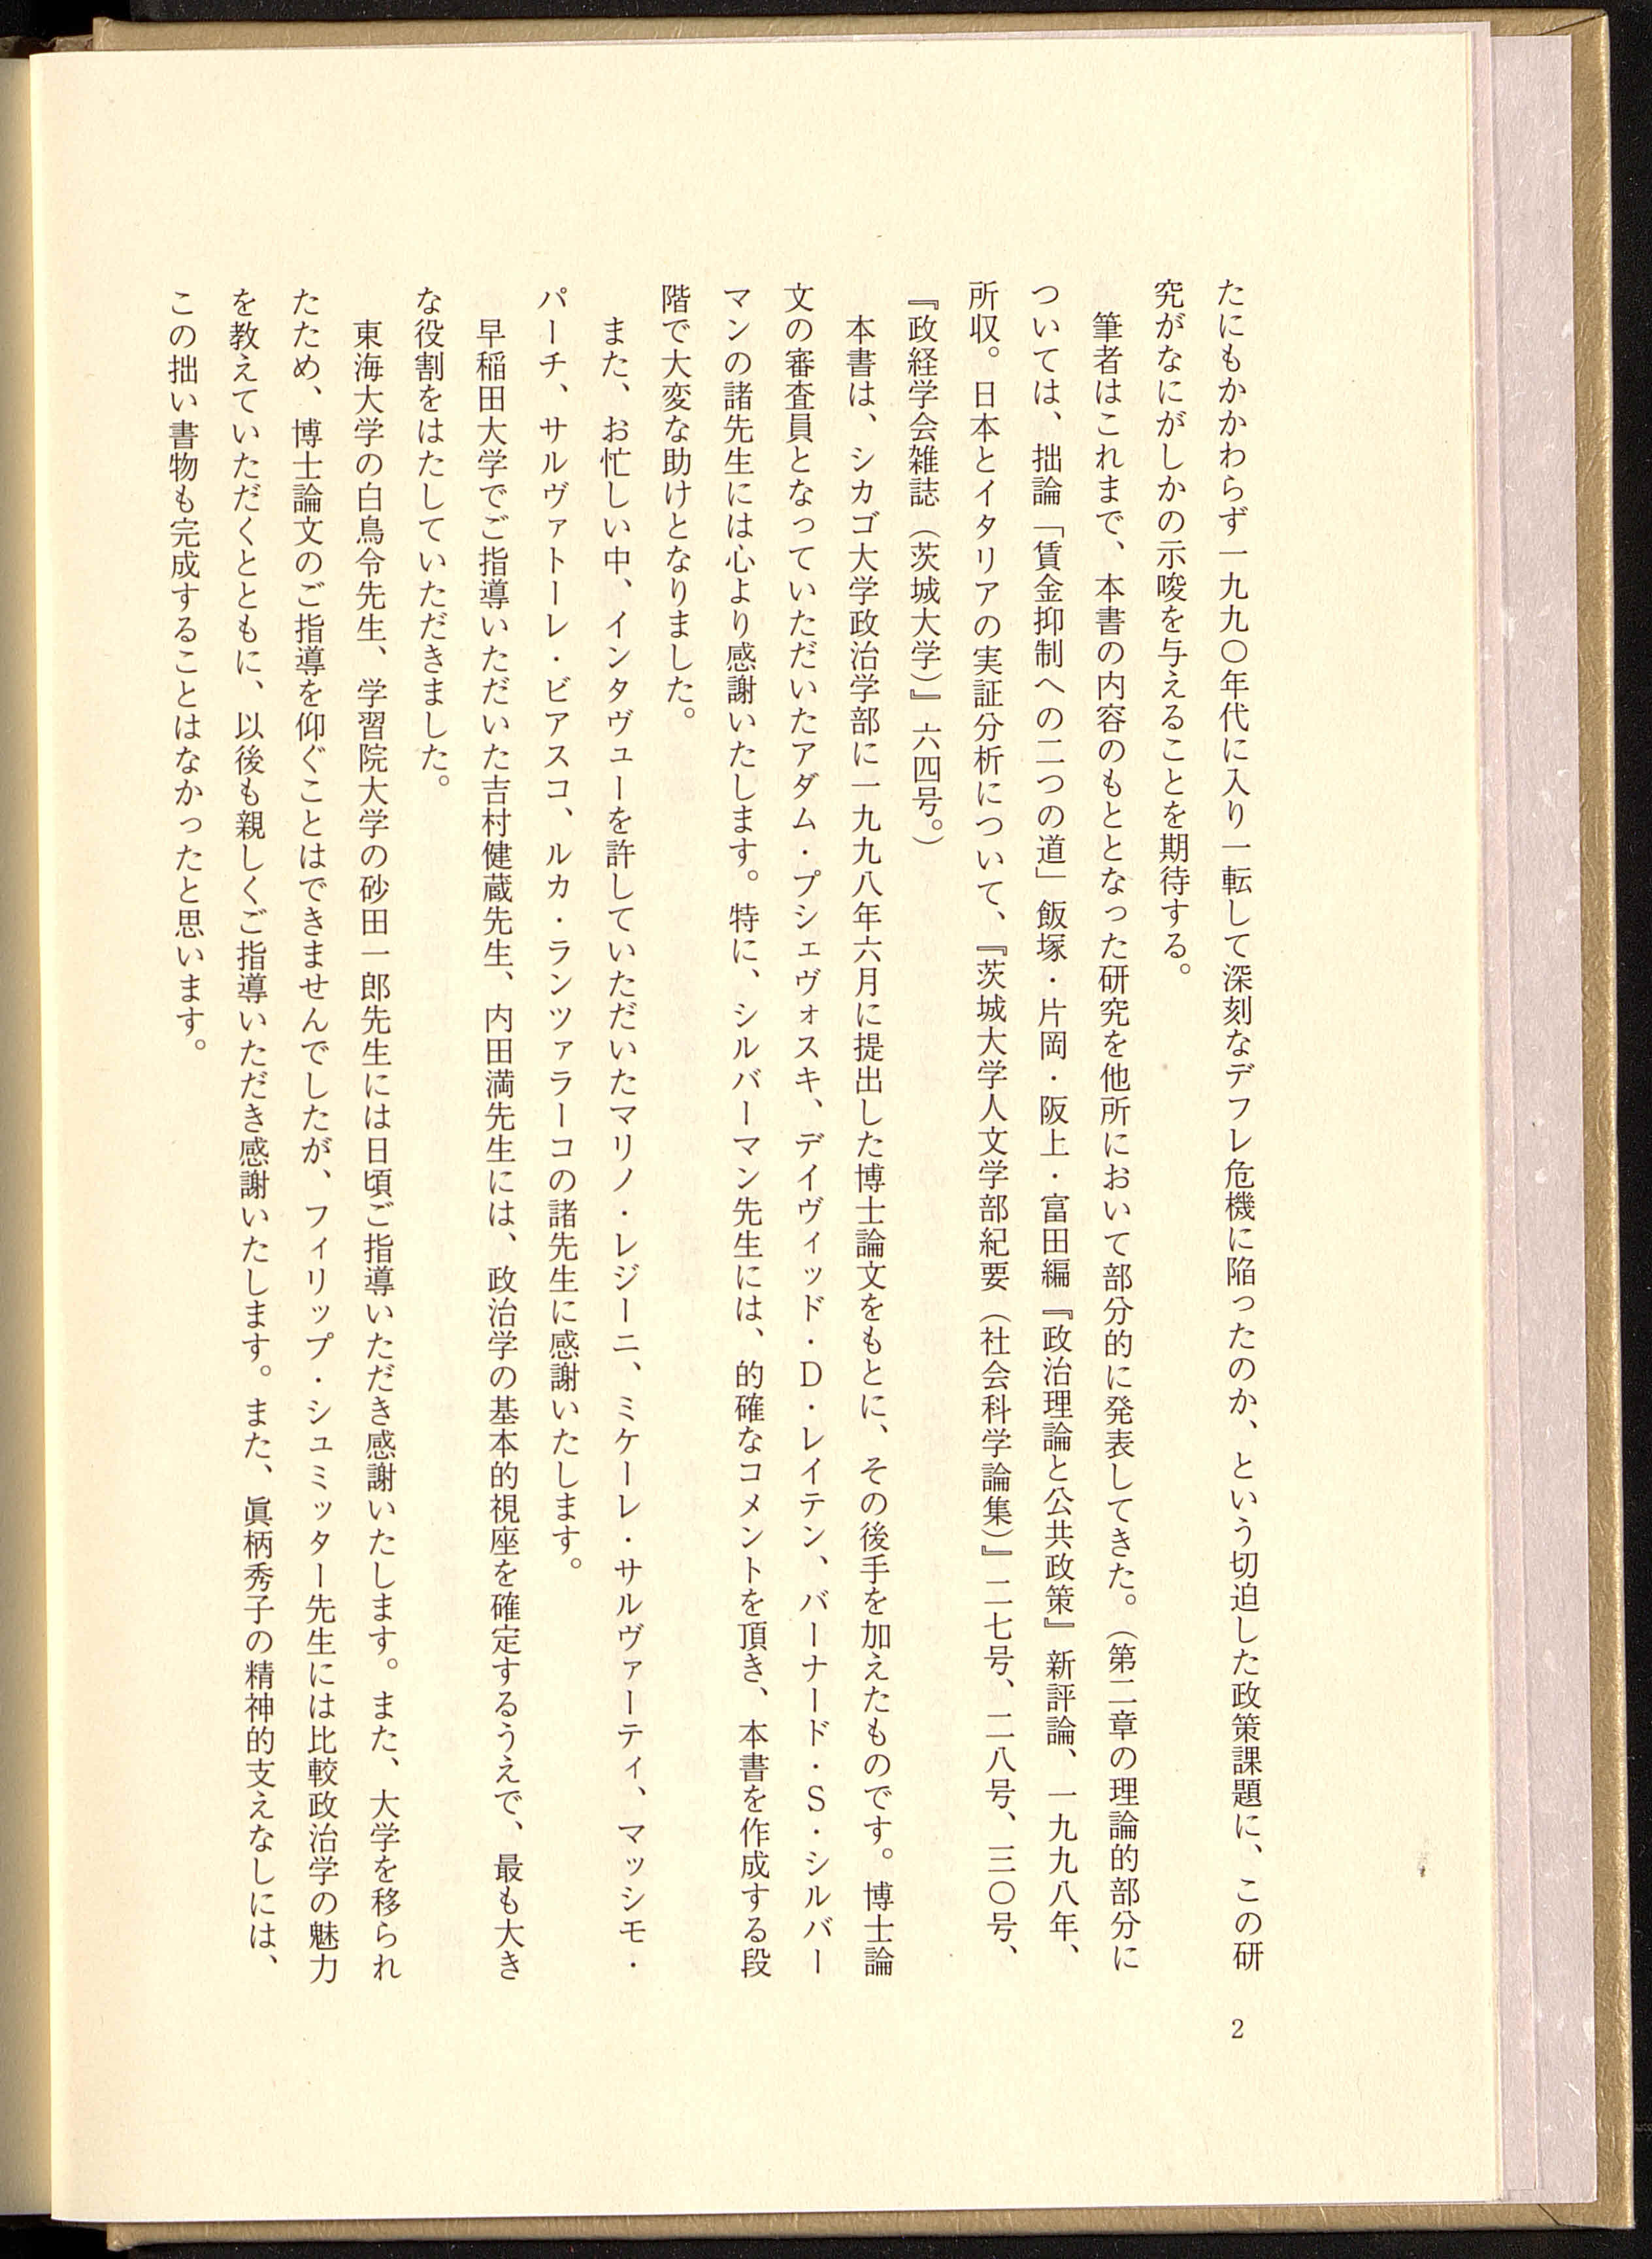 たにもかかわらず一九九〇年代に入り一転して深刻なデフレ危機に陥ったのか、という切迫した政策課題に、この研
究がなにがしかの示唆を与えることを期待する。
筆者はこれまで、本書の内容のもととなった研究を他所において部分的に発表してきた。（第二章の理論的部分に
ついては、拙論「賃金抑制への二つの道」飯塚・片岡・阪上・富田編『政治理論と公共政策』新評論、一九九八年、
所収。日本とイタリアの実証分析について、『茨城大学人文学部紀要（社会科学論集）』二七号、二八号、三〇号、
『政経学会雑誌（茨城大学）』六四号。）
本書は、シカゴ大学政治学部に一九九八年六月に提出した博士論文をもとに、その後手を加えたものです。博士論
文の審査員となっていただいたアダム・プシェヴォスキ、デイヴィッド・D・レイテン、バーナード・S・シルバー
マンの諸先生には心より感謝いたします。特に、シルバーマン先生には、的確なコメントを頂き、本書を作成する段
階で大変な助けとなりました。
また、お忙しい中、インタヴューを許していただいたマリノ・レジーニ、ミケーレ・サルヴァーティ、マッシモ・
パーチ、サルヴァトーレ・ビアスコ、ルカ・ランツァラーコの諸先生に感謝いたします。
早稲田大学でご指導いただいた吉村健蔵先生、内田満先生には、政治学の基本的視座を確定するうえで、最も大き
な役割をはたしていただきました。
東海大学の白鳥令先生、学習院大学の砂田一郎先生には日頃ご指導いただき感謝いたします。また、大学を移られ
たため、博士論文のご指導を仰ぐことはできませんでしたが、フィリップ・シュミッター先生には比較政治学の魅力
を教えていただくとともに、以後も親しくご指導いただき感謝いたします。また、眞柄秀子の精神的支えなしには、
この拙い書物も完成することはなかったと思います。
2